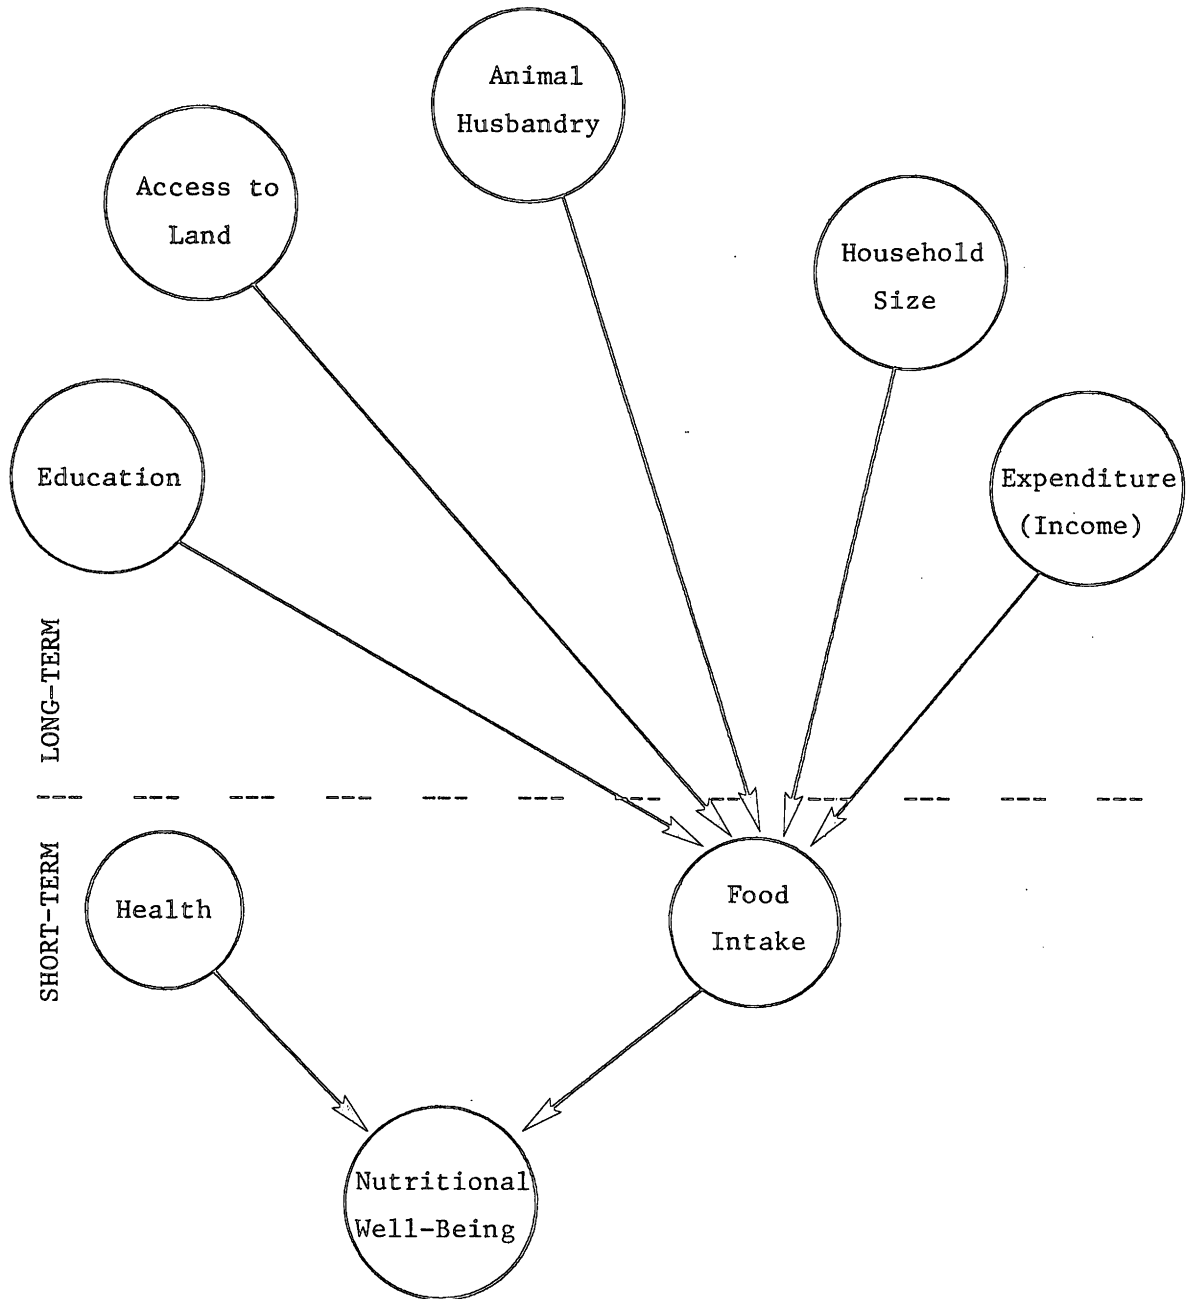 Animal
Husbandry
Access to
Land
Household
Size
Education
Expenditure
(Income)
LONG-TERM
SHORT-TERM
Health
Food
Intake
Nutritional
Well-Being